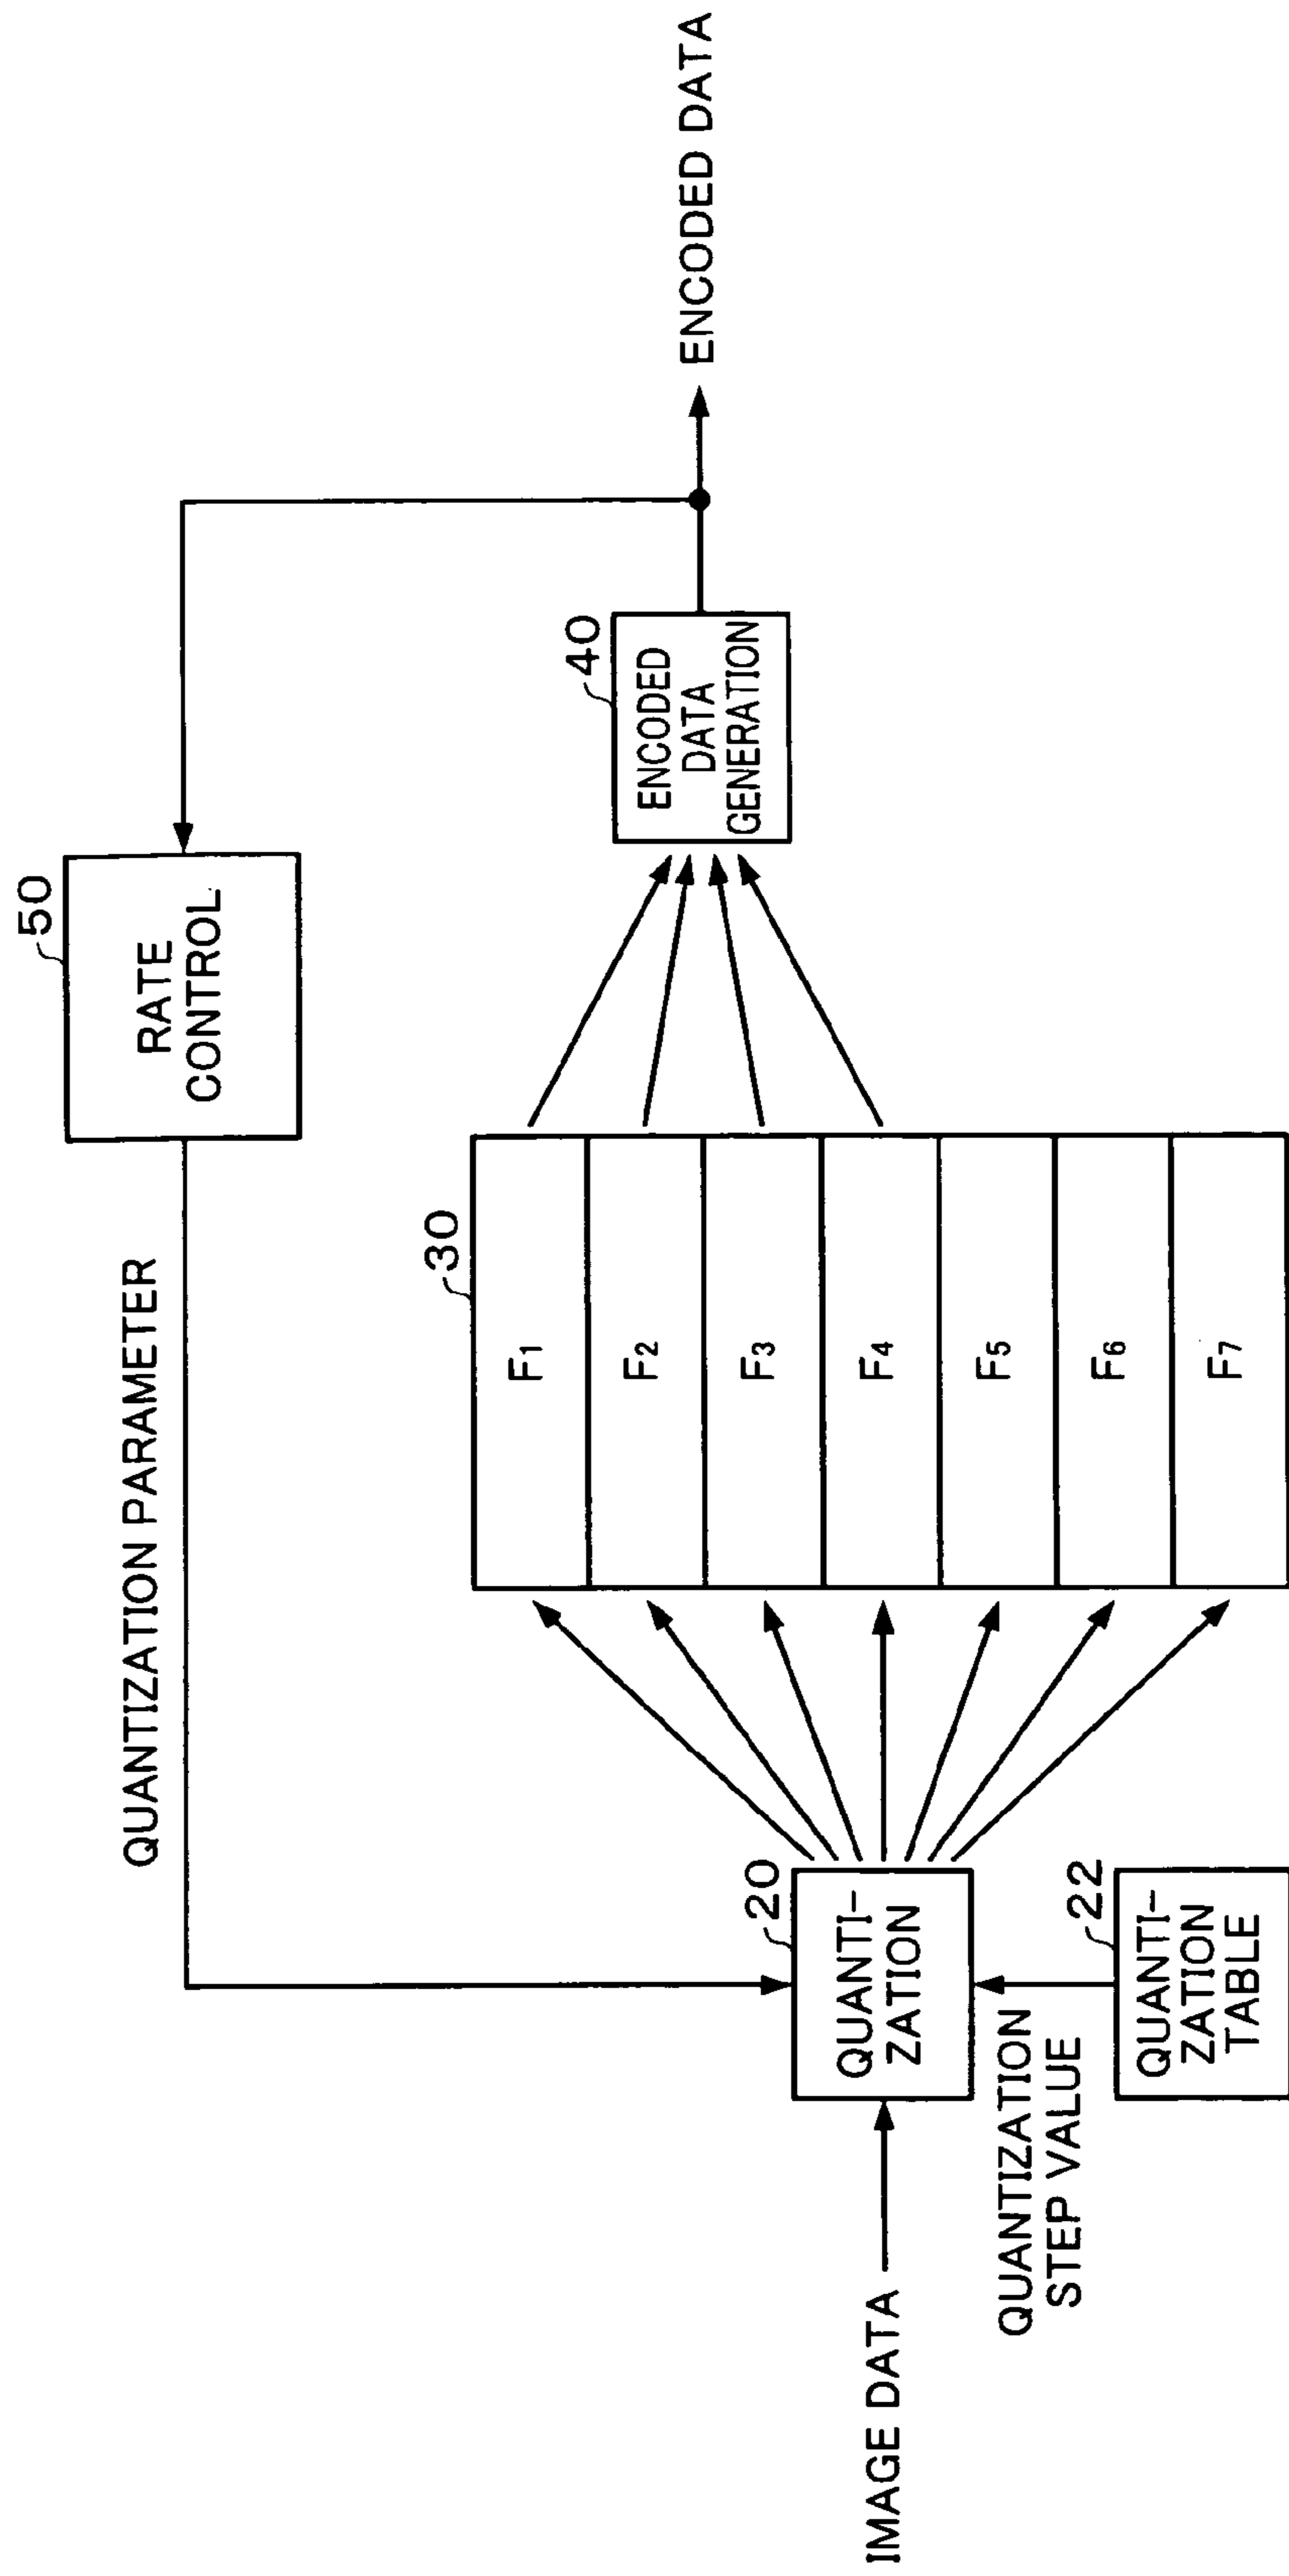 50
RATE
CONTROL
QUANTIZATION PARAMETER
30
F1
F2
F3
F4
F5
F6
F7
40
ENCODED
DATA
GENERATION
ENCODED DATA
20
QUANTI-
ZATION
IMAGE DATA
QUANTIZATION
STEP VALUE
22
QUANTI-
ZATION
TABLE